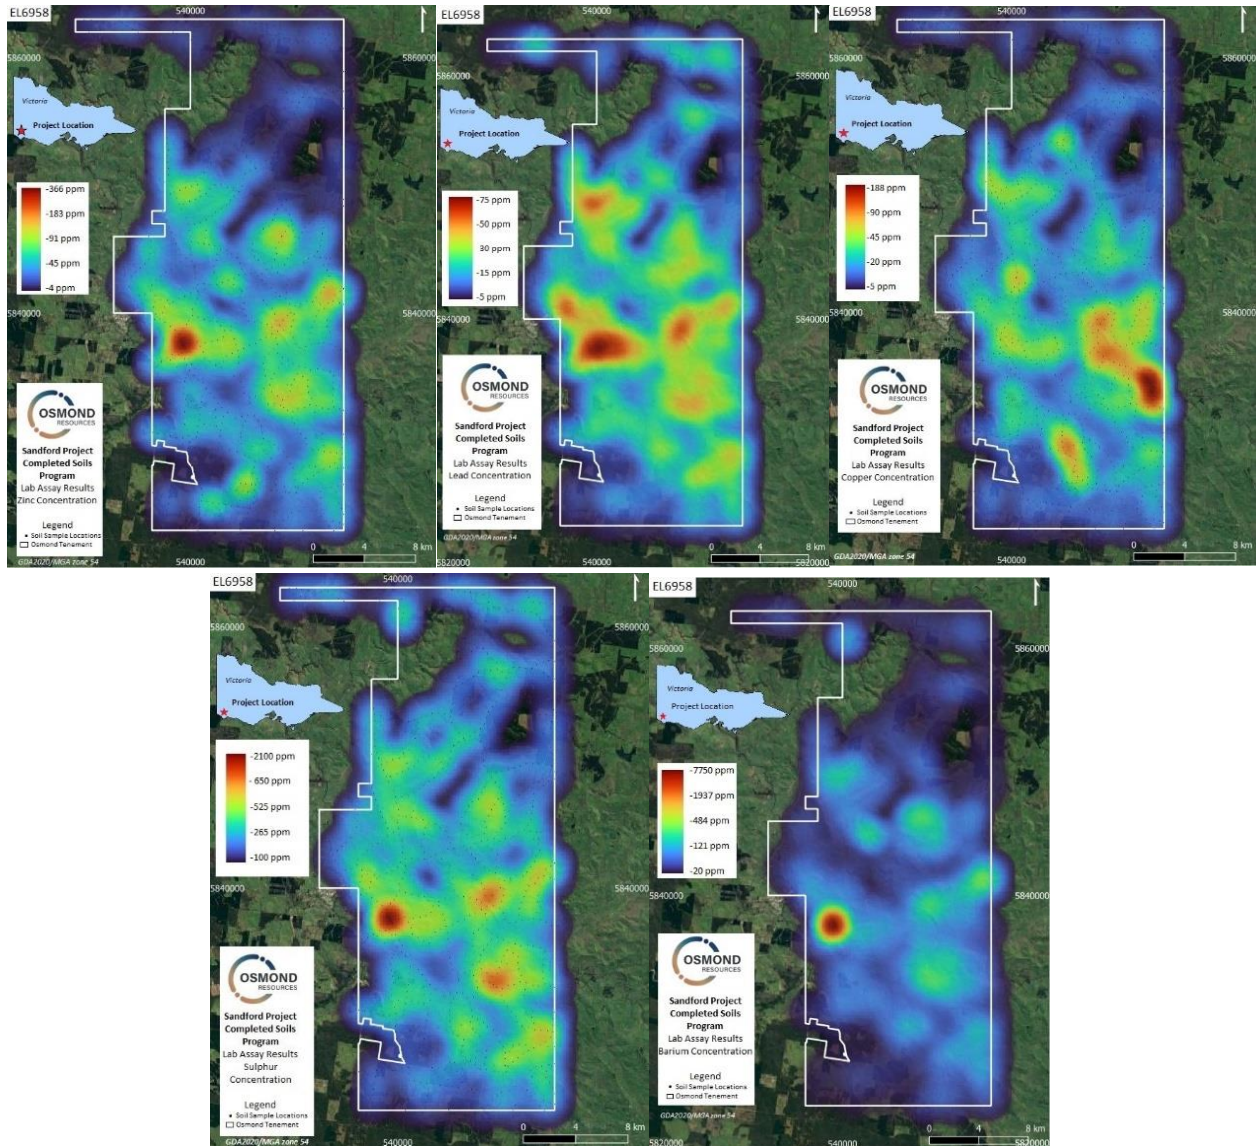 EL6958
540000
5860000
Victoria
Project Location
-366 ppm
-183 ppm
-91 ppm
-45 ppm
-4 ppm
5840000
OSMOND
RESOURCES
Sandford Project
Completed Soils
Program
Lab Assay Results
Zinc Concentration
Legend
Soil Sample Locations
Osmond Tenement
GDA2020/MGA zone 54
540000
0 4 8 km
EL6958
540000
5860000
Victoria
Project Location
-75 ppm
-50 ppm
30 ppm
-15 ppm
-5 ppm
5840000
OSMOND
RESOURCES
Sandford Project
Completed Soils
Program
Lab Assay Results
Lead Concentration
Legend
Soil Sample Locations
Osmond Tenement
GDA2020/MGA zone 54
5820000
540000
0 4 8 km
5820000
EL6958
540000
5860000
Victoria
Project Location
-188 ppm
-90 ppm
-45 ppm
-20 ppm
-5 ppm
5840000
OSMOND
RESOURCES
Sandford Project
Completed Soils
Program
Lab Assay Results
Copper Concentration
Legend
Soil Sample Locations
Osmond Tenement
GDA2020/MGA zone 54
540000
0 4 8 km
EL6958
540000
5860000
Victoria
Project Location
-2100 ppm
- 650 ppm
-525 ppm
-265 ppm
-100 ppm
5840000
OSMOND
RESOURCES
Sandford Project
Completed Soils
Program
Lab Assay Results
Sulphur
Concentration
Legend
Soil Sample Locations
Osmond Tenement
GDA2020/MGA zone 54
540000
0 4 8 km
EL6958
540000
5860000
Victoria
Project Location
-7750 ppm
-1937 ppm
-484 ppm
-121 ppm
-20 ppm
5840000
OSMOND
RESOURCES
Sandford Project
Completed Soils
Program
Lab Assay Results
Barium Concentration
Legend
Soil Sample Locations
Osmond Tenement
GDA2020/MGA zone 54
5820000
540000
0 4 8 km